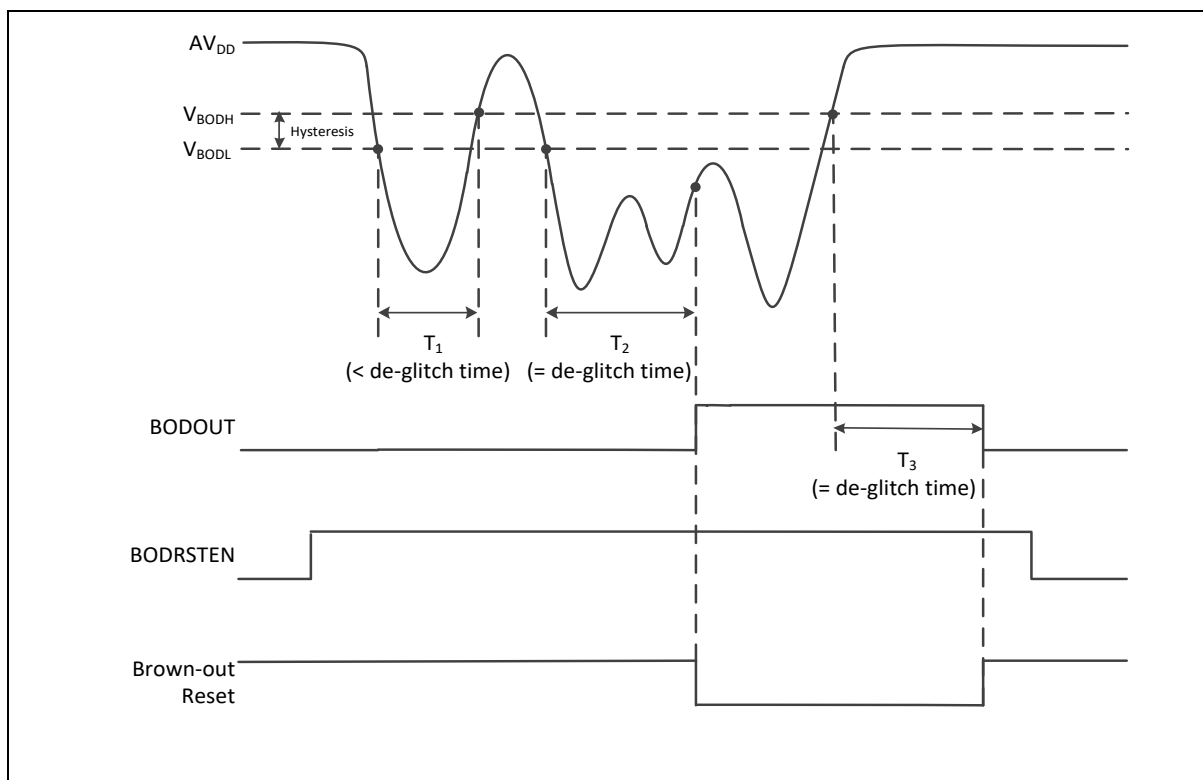 AVDD
VBODH
Hysteresis
VBODL
T1
(< de-glitch time)
T2
(= de-glitch time)
BODOUT
T3
(= de-glitch time)
BODRSTEN
Brown-out
Reset